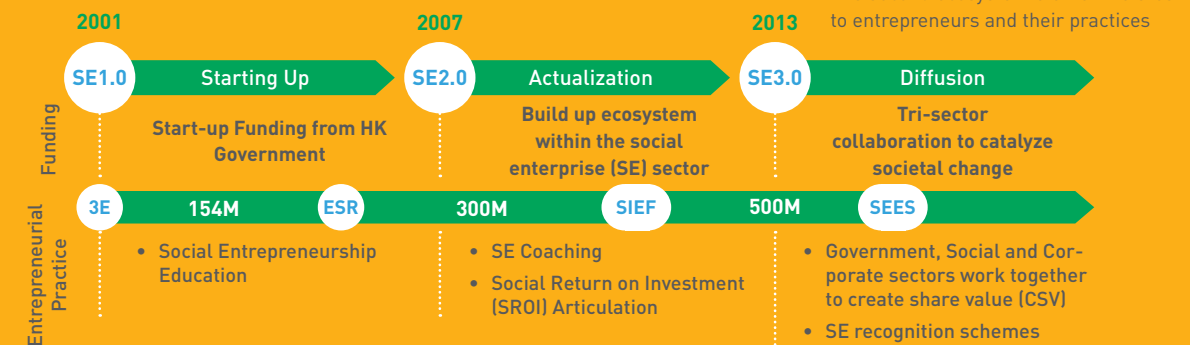 to entrepreneurs and their practices
2001
2007
2013
SE1.0
Starting Up
SE2.0
Actualization
SE3.0
Diffusion
Funding
Start-up Funding from HK
Government
Build up ecosystem
within the social
enterprise (SE) sector
Tri-sector
collaboration to catalyze
societal change
3E
154M
ESR
300M
SIEF
500M
SEES
Entrepreneurial
Practice
• Social Entrepreneurship
Education
• SE Coaching
• Social Return on Investment
(SROI) Articulation
• Government, Social and Cor-
porate sectors work together
to create share value (CSV)
• SE recognition schemes